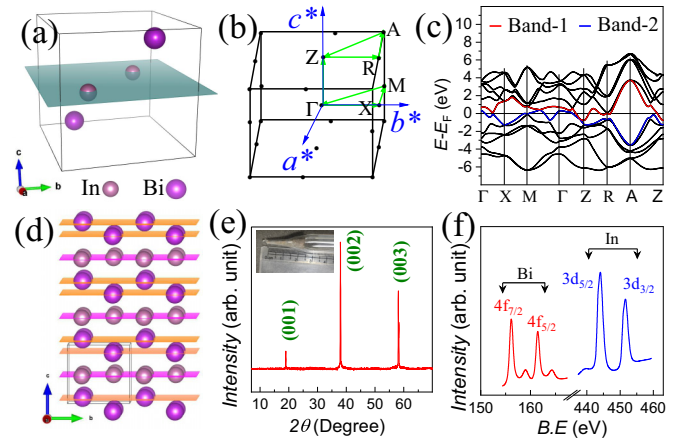 (a)
c
b
a
In
Bi
(b)
c*
A
Z
R
M
Γ
X
b*
a*
(c)
Band-1
Band-2
E-E_F (eV)
10
8
6
4
2
0
-2
-4
-6
Γ X M Γ Z R A Z
(d)
c
b
(e)
Intensity (arb. unit)
(001)
(002)
(003)
10 20 30 40 50 60
2θ (Degree)
(f)
Intensity (arb. unit)
In
Bi
3d5/2
3d3/2
4f7/2
4f5/2
150 160 440 450 460
B.E (eV)